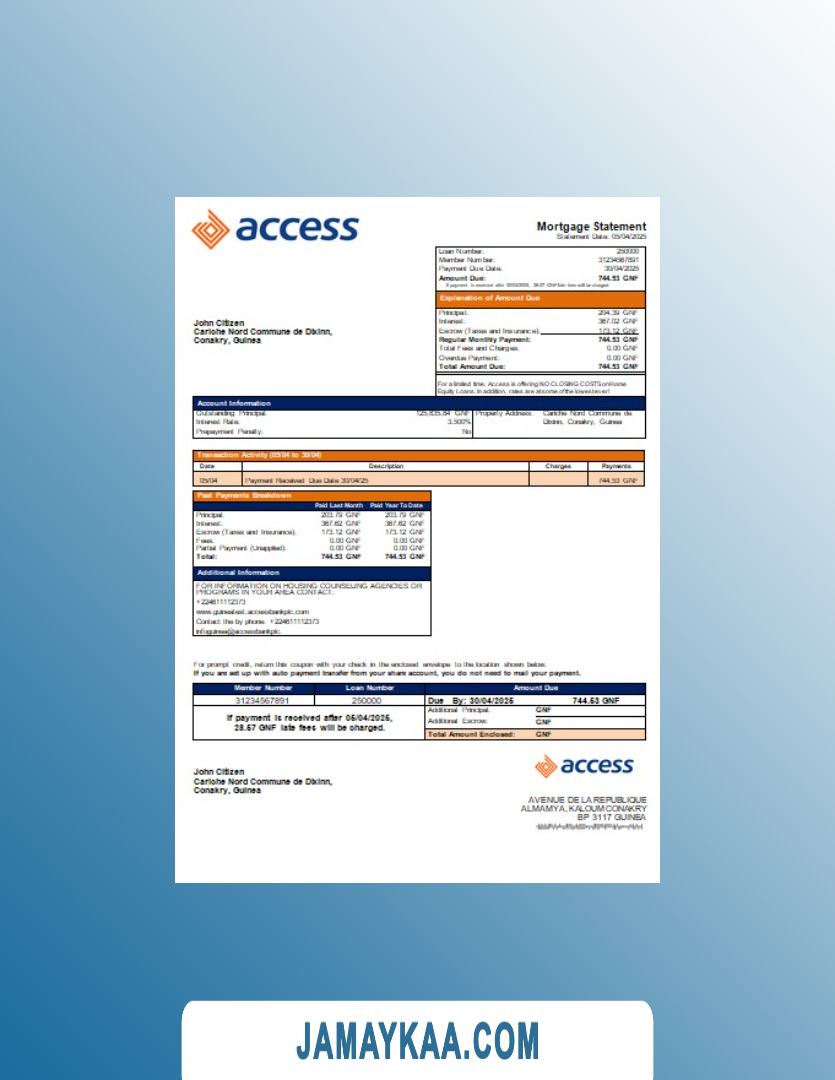 access
Mortgage Statement
Statement Date: 05/04/2025
Loan Number: 250000
Member Number: 31234567891
Payment Due Date: 30/04/2025
Amount Due: 744.53 GNF
If payment is received after 30/04/2025, 28.57 GNF late fees will be charged.
Explanation of Amount Due
Principal: 204.39 GNF
Interest: 367.02 GNF
Escrow (Taxes and Insurance): 173.12 GNF
Regular Monthly Payment: 744.53 GNF
Total Fees and Charges: 0.00 GNF
Overdue Payment: 0.00 GNF
Total Amount Due: 744.53 GNF
John Citizen
Cariohe Nord Commune de Dixinn,
Conakry, Guinea
For a limited time, Access is offering NO CLOSING COSTS on Home
Equity Loans. In addition, rates are at some of the lowest ever!
Account Information
Outstanding Principal: 125,835.84 GNF Property Address: Cariohe Nord Commune de
Interest Rate: 3.500% Dixinn, Conakry, Guinea
Prepayment Penalty: No
Transaction Activity (05/04 to 30/04)
Date Description Charges Payments
05/04 Payment Received Due Date 30/04/25 744.53 GNF
Past Payments Breakdown
Paid Last Month Paid Year To Date
Principal: 203.79 GNF 203.79 GNF
Interest: 367.62 GNF 367.62 GNF
Escrow (Taxes and Insurance): 173.12 GNF 173.12 GNF
Fees: 0.00 GNF 0.00 GNF
Partial Payment (Unapplied): 0.00 GNF 0.00 GNF
Total: 744.53 GNF 744.53 GNF
Additional Information
FOR INFORMATION ON HOUSING COUNSELING AGENCIES OR
PROGRAMS IN YOUR AREA CONTACT:
+224611112373
www.guineatest.accessbankplc.com
Contact the by phone: +224611112373
infoguinea@accessbankplc.
For prompt credit, return this coupon with your check in the enclosed envelope to the location shown below.
If you are set up with auto payment transfer from your share account, you do not need to mail your payment.
Member Number Loan Number Amount Due
31234567891 250000 Due By: 30/04/2025 744.53 GNF
If payment is received after 05/04/2025,
28.57 GNF late fees will be charged.
Additional Principal: GNF
Additional Escrow: GNF
Total Amount Enclosed: GNF
access
John Citizen
Cariohe Nord Commune de Dixinn,
Conakry, Guinea
AVENUE DE LA REPUBLIQUE
ALMAMYA, KALOUM CONAKRY
BP 3117 GUINEA
JAMAYKAA.COM